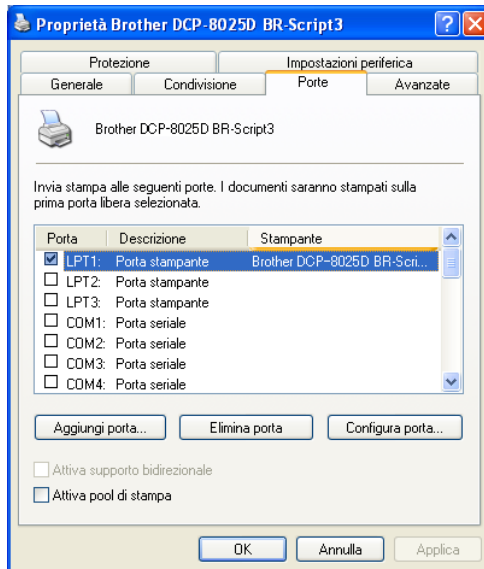 Proprietà Brother DCP-8025D BR-Script3
Protezione Impostazioni periferica
Generale Condivisione Porte Avanzate
Brother DCP-8025D BR-Script3
Invia stampa alle seguenti porte. I documenti saranno stampati sulla
prima porta libera selezionata.
Porta Descrizione Stampante
LPT1: Porta stampante Brother DCP-8025D BR-Scri...
LPT2: Porta stampante
LPT3: Porta stampante
COM1: Porta seriale
COM2: Porta seriale
COM3: Porta seriale
COM4: Porta seriale
Aggiungi porta... Elimina porta Configura porta...
Attiva supporto bidirezionale
Attiva pool di stampa
OK Annulla Applica